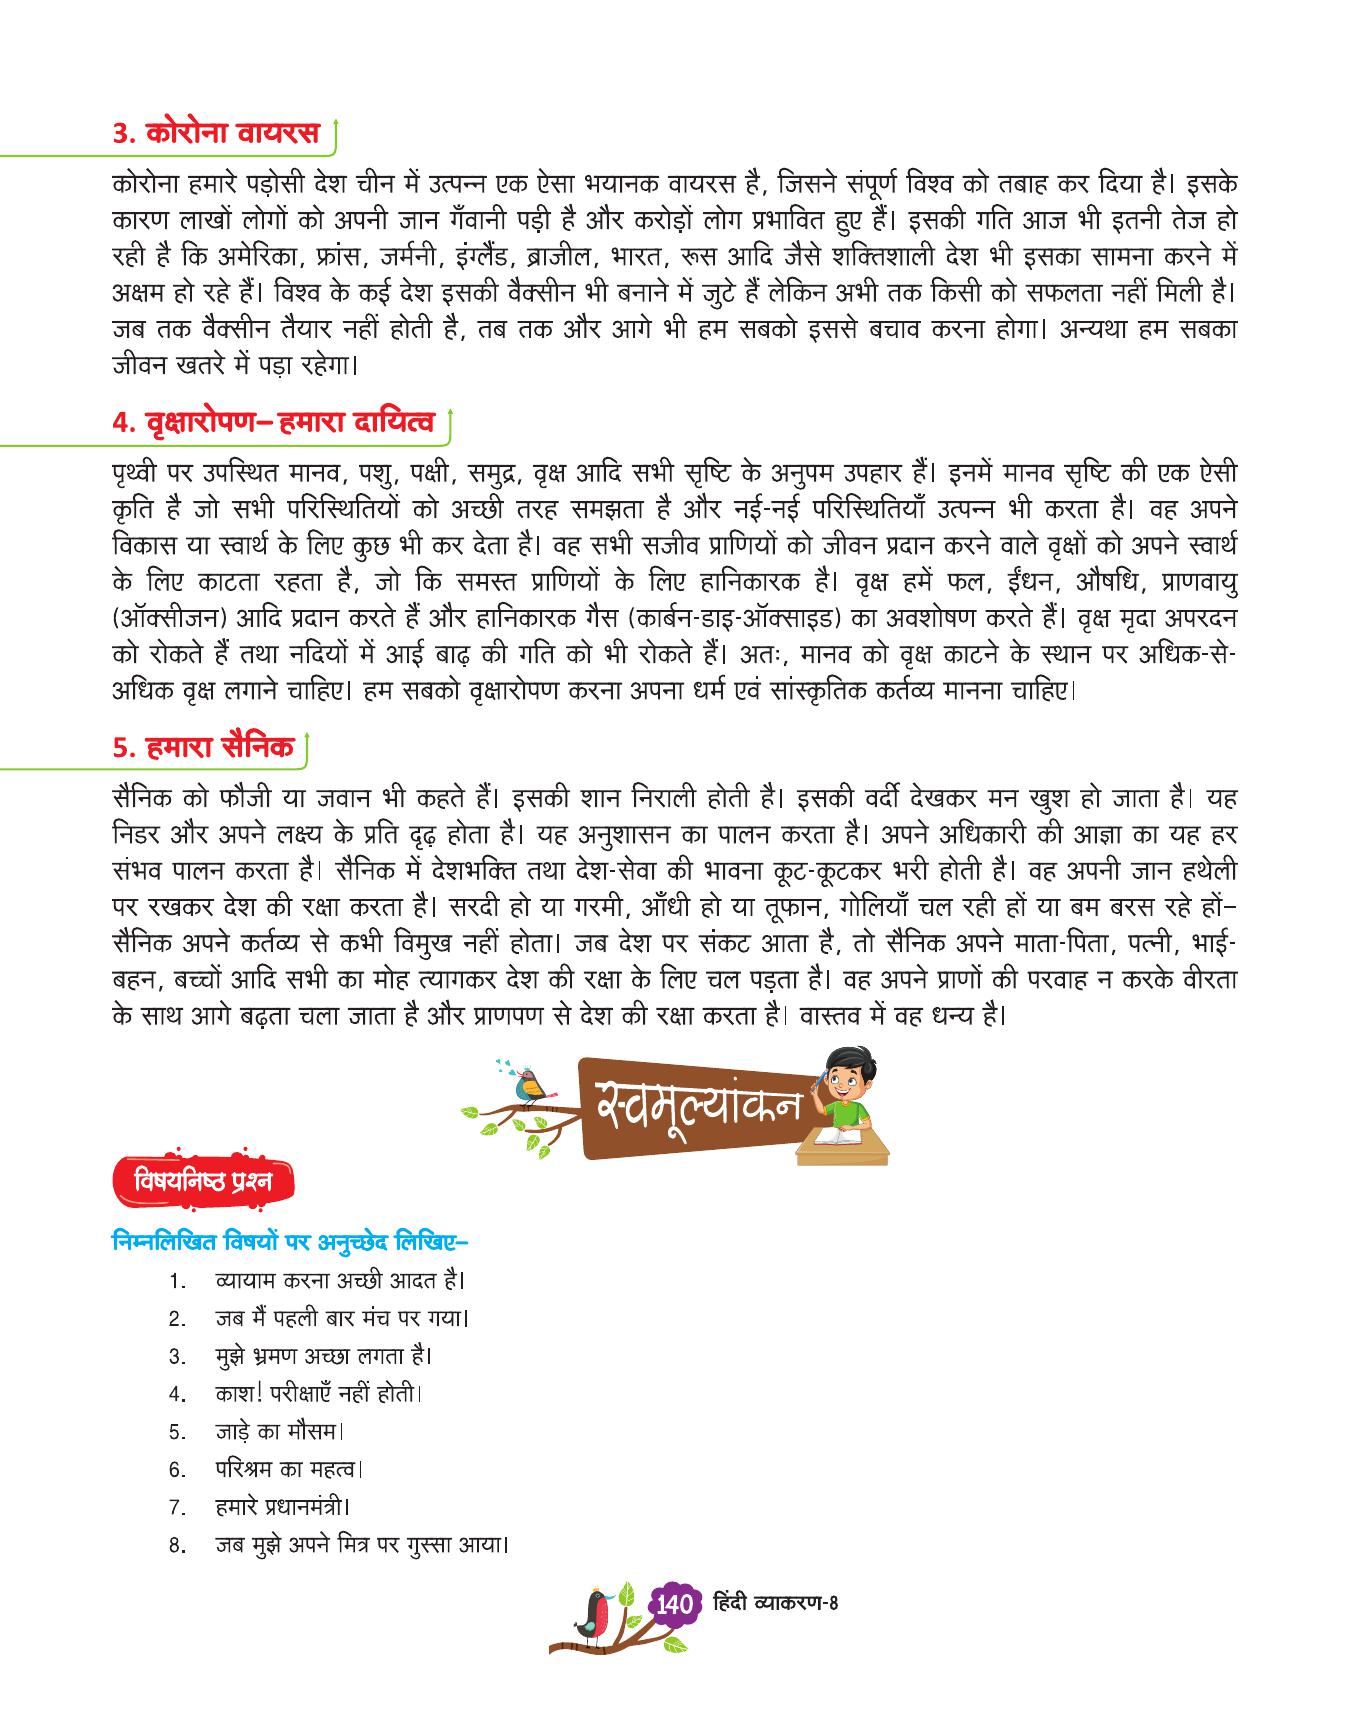 3. कोरोना वायरस
कोरोना हमारे पड़ोसी देश चीन में उत्पन्न एक ऐसा भयानक वायरस है, जिसने संपूर्ण विश्व को तबाह कर दिया है। इसके
कारण लाखों लोगों को अपनी जान गँवानी पड़ी है और करोड़ों लोग प्रभावित हुए हैं। इसकी गति आज भी इतनी तेज हो
रही है कि अमेरिका, फ्रांस, जर्मनी, इंग्लैंड, ब्राजील, भारत, रूस आदि जैसे शक्तिशाली देश भी इसका सामना करने में
अक्षम हो रहे हैं। विश्व के कई देश इसकी वैक्सीन भी बनाने में जुटे हैं लेकिन अभी तक किसी को सफलता नहीं मिली है।
जब तक वैक्सीन तैयार नहीं होती है, तब तक और आगे भी हम सबको इससे बचाव करना होगा। अन्यथा हम सबका
जीवन खतरे में पड़ा रहेगा।
4. वृक्षारोपण– हमारा दायित्व
पृथ्वी पर उपस्थित मानव, पशु, पक्षी, समुद्र, वृक्ष आदि सभी सृष्टि के अनुपम उपहार हैं। इनमें मानव सृष्टि की एक ऐसी
कृति है जो सभी परिस्थितियों को अच्छी तरह समझता है और नई-नई परिस्थितियाँ उत्पन्न भी करता है। वह अपने
विकास या स्वार्थ के लिए कुछ भी कर देता है। वह सभी सजीव प्राणियों को जीवन प्रदान करने वाले वृक्षों को अपने स्वार्थ
के लिए काटता रहता है, जो कि समस्त प्राणियों के लिए हानिकारक है। वृक्ष हमें फल, ईंधन, औषधि, प्राणवायु
(ऑक्सीजन) आदि प्रदान करते हैं और हानिकारक गैस (कार्बन-डाइ-ऑक्साइड) का अवशोषण करते हैं। वृक्ष मृदा अपरदन
को रोकते हैं तथा नदियों में आई बाढ़ की गति को भी रोकते हैं। अतः, मानव को वृक्ष काटने के स्थान पर अधिक-से-
अधिक वृक्ष लगाने चाहिए। हम सबको वृक्षारोपण करना अपना धर्म एवं सांस्कृतिक कर्तव्य मानना चाहिए।
5. हमारा सैनिक
सैनिक को फौजी या जवान भी कहते हैं। इसकी शान निराली होती है। इसकी वर्दी देखकर मन खुश हो जाता है। यह
निडर और अपने लक्ष्य के प्रति दृढ़ होता है। यह अनुशासन का पालन करता है। अपने अधिकारी की आज्ञा का यह हर
संभव पालन करता है। सैनिक में देशभक्ति तथा देश-सेवा की भावना कूट-कूटकर भरी होती है। वह अपनी जान हथेली
पर रखकर देश की रक्षा करता है। सरदी हो या गरमी, आँधी हो या तूफान, गोलियाँ चल रही हों या बम बरस रहे हों–
सैनिक अपने कर्तव्य से कभी विमुख नहीं होता। जब देश पर संकट आता है, तो सैनिक अपने माता-पिता, पत्नी, भाई-
बहन, बच्चों आदि सभी का मोह त्यागकर देश की रक्षा के लिए चल पड़ता है। वह अपने प्राणों की परवाह न करके वीरता
के साथ आगे बढ़ता चला जाता है और प्राणपण से देश की रक्षा करता है। वास्तव में वह धन्य है।
स्वमूल्यांकन
विषयनिष्ठ प्रश्न
निम्नलिखित विषयों पर अनुच्छेद लिखिए–
1. व्यायाम करना अच्छी आदत है।
2. जब मैं पहली बार मंच पर गया।
3. मुझे भ्रमण अच्छा लगता है।
4. काश! परीक्षाएँ नहीं होती।
5. जाड़े का मौसम।
6. परिश्रम का महत्व।
7. हमारे प्रधानमंत्री।
8. जब मुझे अपने मित्र पर गुस्सा आया।
140 हिंदी व्याकरण-8